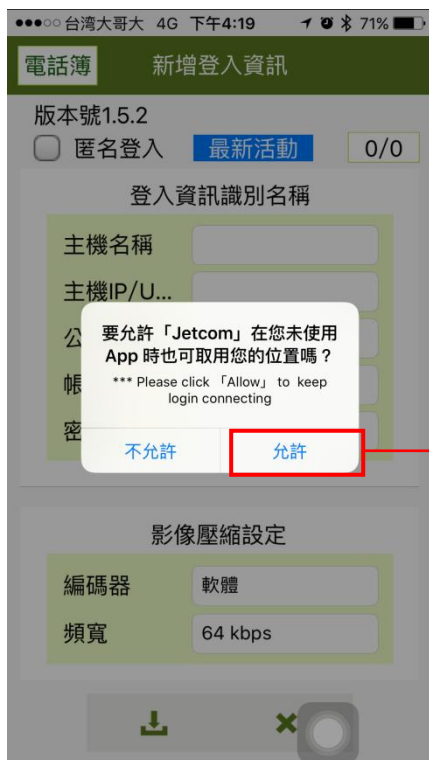 台湾大哥大 4G 下午4:19 71%
電話簿 新增登入資訊
版本號1.5.2
匿名登入 最新活動 0/0
登入資訊識別名稱
主機名稱
主機IP/U...
公
要允許「Jetcom」在您未使用
App 時也可取用您的位置嗎？
帳
*** Please click 「Allow」 to keep
login connecting
密
不允許 允許
影像壓縮設定
編碼器 軟體
頻寬 64 kbps